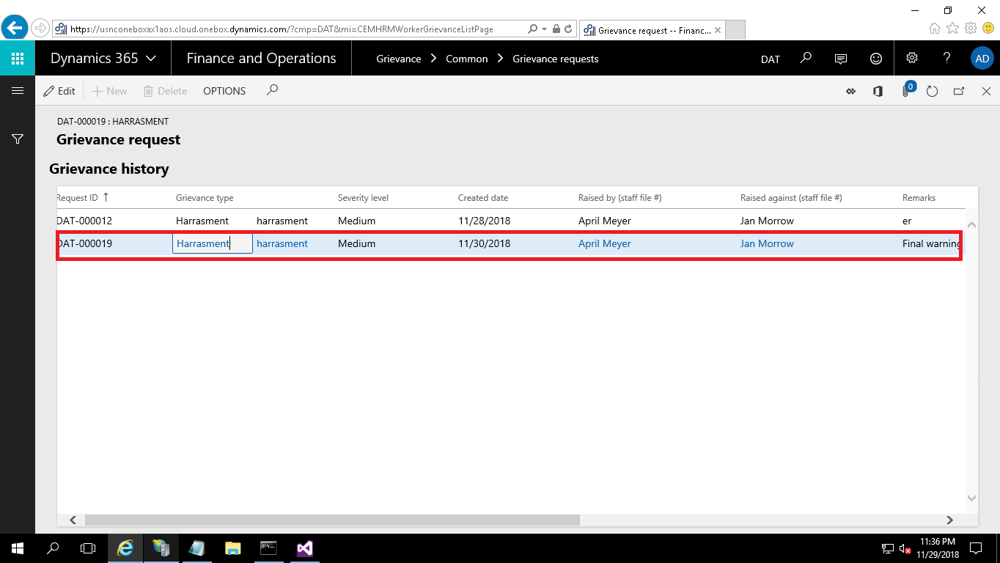 https://usnconeboxax1aos.cloud.onebox.dynamics.com/?cmp=DAT&mi=CEMHRMWorkerGrievanceListPage
Grievance request -- Financ...
Dynamics 365
Finance and Operations
Grievance > Common > Grievance requests
DAT
?
AD
Edit
New
Delete
OPTIONS
0
DAT-000019 : HARRASMENT
Grievance request
Grievance history
Request ID ↑ Grievance type Severity level Created date Raised by (staff file #) Raised against (staff file #) Remarks
DAT-000012 Harrasment harrasment Medium 11/28/2018 April Meyer Jan Morrow er
DAT-000019 Harrasment harrasment Medium 11/30/2018 April Meyer Jan Morrow Final warning
11:36 PM
11/29/2018